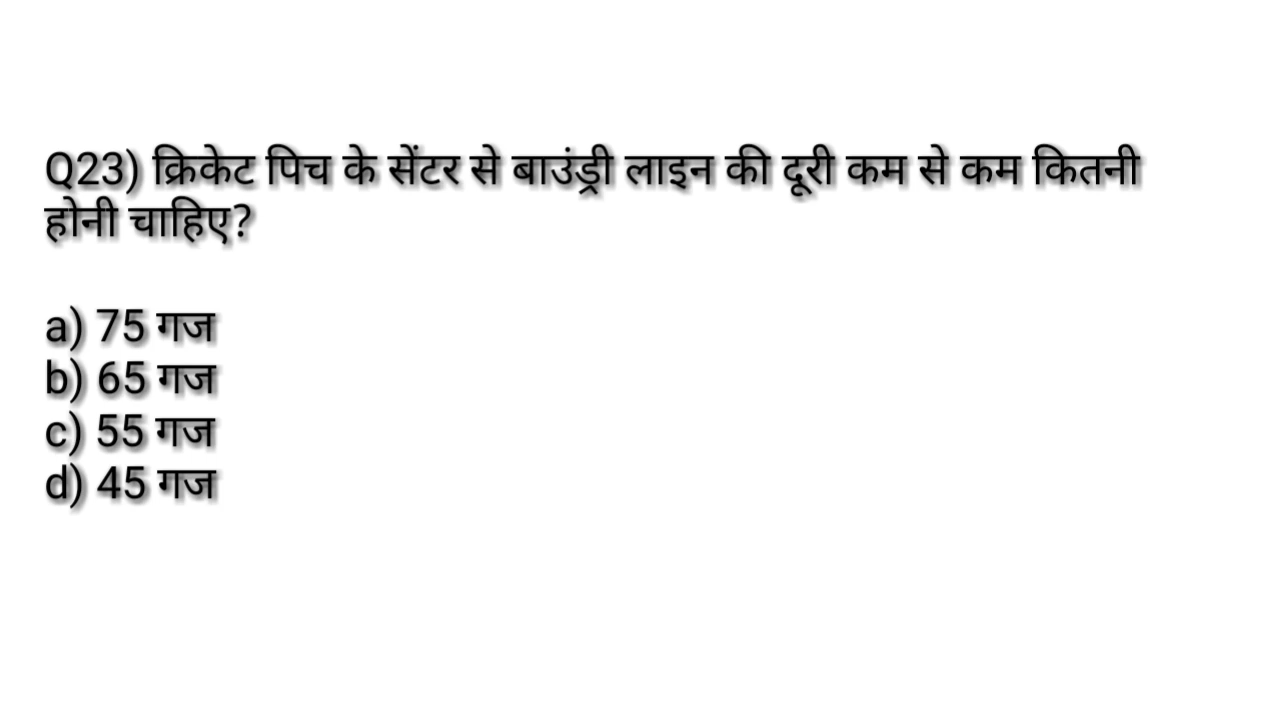 Q23) क्रिकेट पिच के सेंटर से बाउंड्री लाइन की दूरी कम से कम कितनी
होनी चाहिए?
a) 75 गज
b) 65 गज
c) 55 गज
d) 45 गज